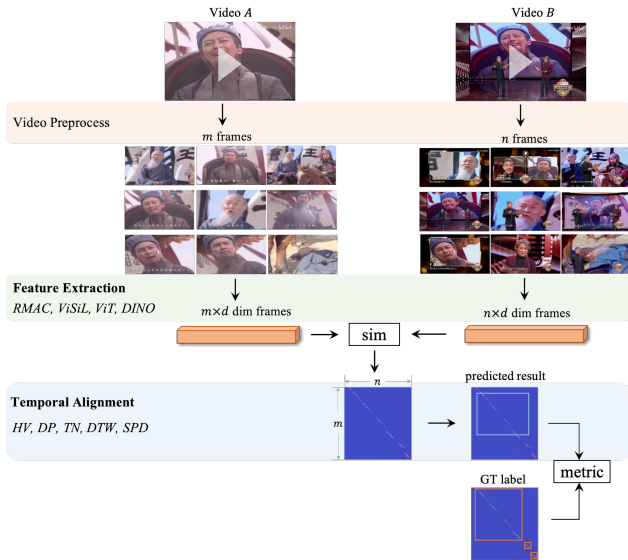 Video A
Video B
Video Preprocess
m frames
n frames
Feature Extraction
RMAC, ViSiL, ViT, DINO
m×d dim frames
n×d dim frames
sim
n
predicted result
Temporal Alignment
HV, DP, TN, DTW, SPD
m
metric
GT label